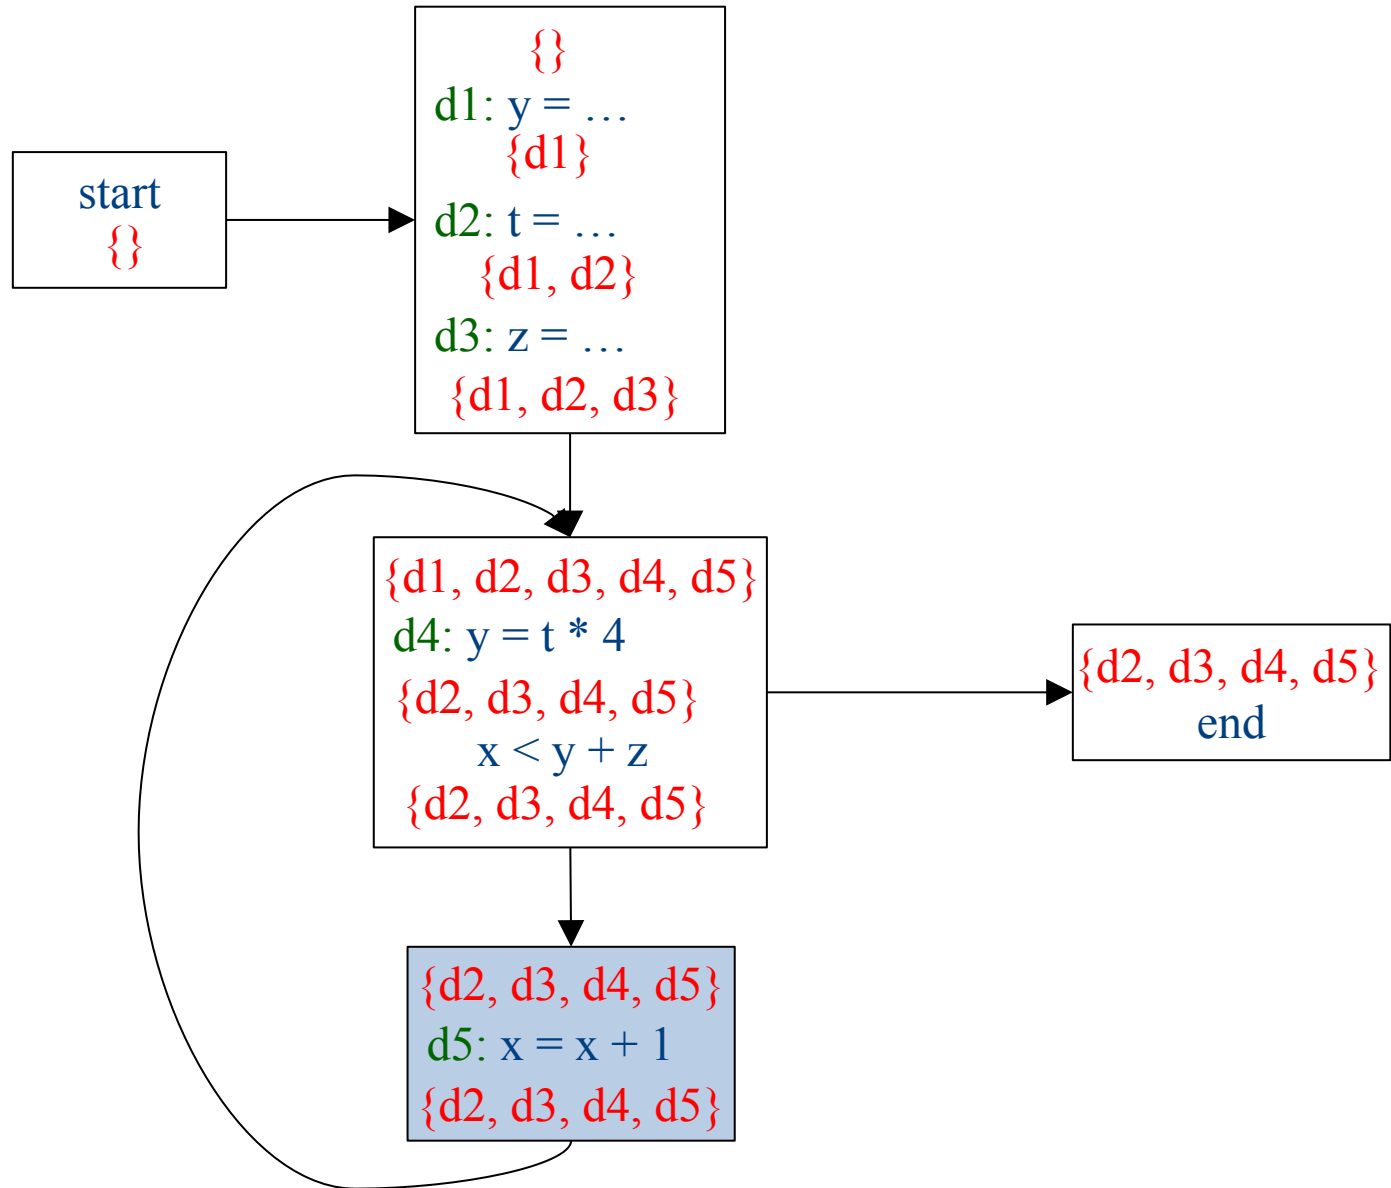 start
{}
{}
d1: y = …
{d1}
d2: t = …
{d1, d2}
d3: z = …
{d1, d2, d3}
{d1, d2, d3, d4, d5}
d4: y = t * 4
{d2, d3, d4, d5}
x < y + z
{d2, d3, d4, d5}
{d2, d3, d4, d5}
end
{d2, d3, d4, d5}
d5: x = x + 1
{d2, d3, d4, d5}